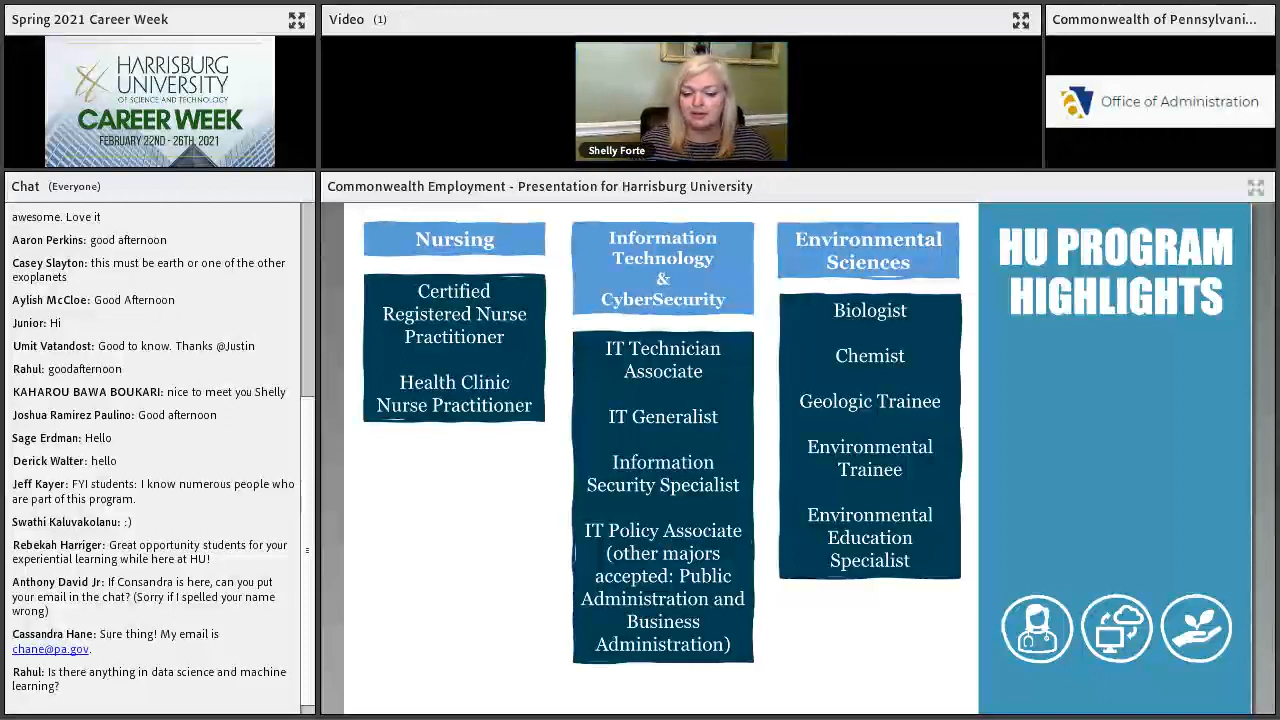 Spring 2021 Career Week
HARRISBURG
UNIVERSITY
OF SCIENCE AND TECHNOLOGY
CAREER WEEK
FEBRUARY 22ND - 26TH, 2021
Video (1)
Shelly Forte
Commonwealth of Pennsylvani...
Office of Administration
Chat (Everyone)
awesome. Love it
Aaron Perkins: good afternoon
Casey Slayton: this must be earth or one of the other
exoplanets
Aylish McCloe: Good Afternoon
Junior: Hi
Umit Vatandost: Good to know. Thanks @Justin
Rahul: goodafternoon
KAHAROU BAWA BOUKARI: nice to meet you Shelly
Joshua Ramirez Paulino: Good afternoon
Sage Erdman: Hello
Derick Walter: hello
Jeff Kayer: FYI students: I know numerous people who
are part of this program.
Swathi Kaluvakolanu: :)
Rebekah Harriger: Great opportunity students for your
experiential learning while here at HU!
Anthony David Jr: If Consandra is here, can you put
your email in the chat? (Sorry if I spelled your name
wrong)
Cassandra Hane: Sure thing! My email is
chane@pa.gov.
Rahul: Is there anything in data science and machine
learning?
Commonwealth Employment - Presentation for Harrisburg University
Nursing
Certified
Registered Nurse
Practitioner
Health Clinic
Nurse Practitioner
Information
Technology
&
CyberSecurity
IT Technician
Associate
IT Generalist
Information
Security Specialist
IT Policy Associate
(other majors
accepted: Public
Administration and
Business
Administration)
Environmental
Sciences
Biologist
Chemist
Geologic Trainee
Environmental
Trainee
Environmental
Education
Specialist
HU PROGRAM
HIGHLIGHTS